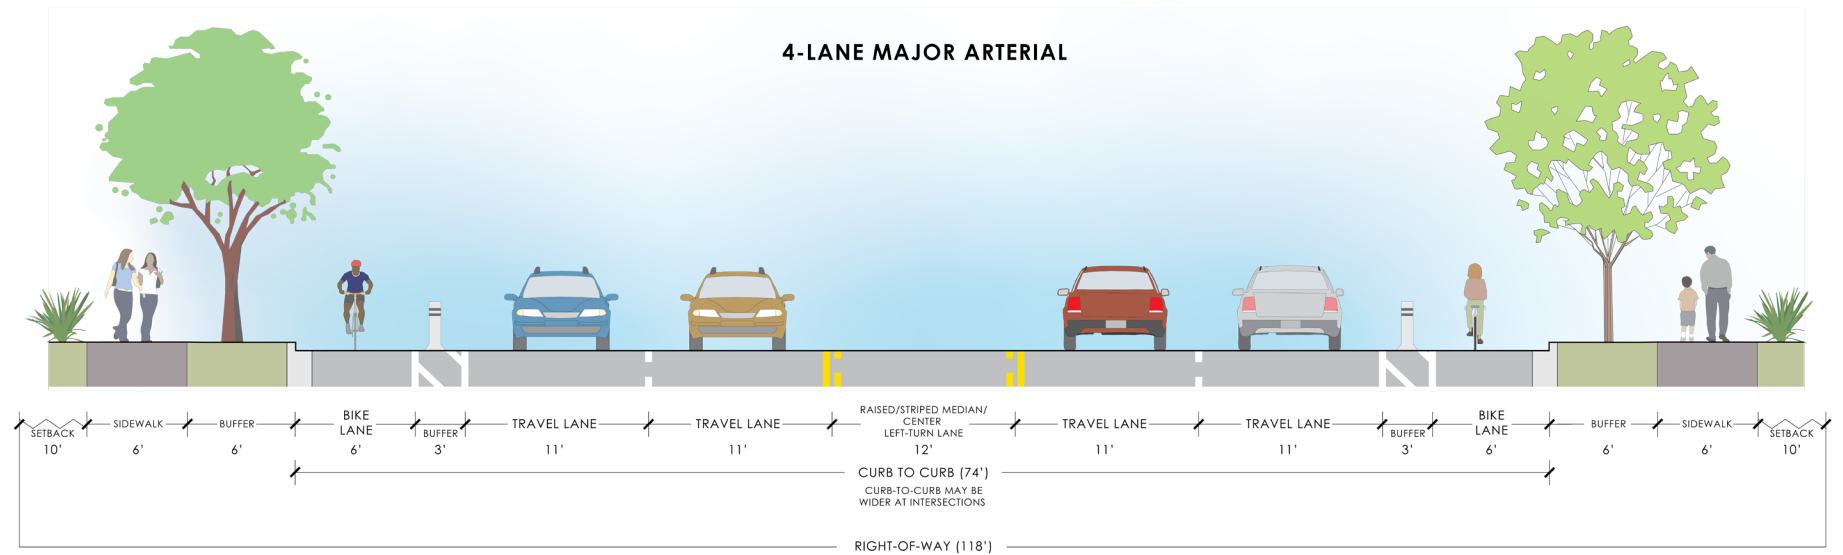 4-LANE MAJOR ARTERIAL
SETBACK
10'
SIDEWALK
6'
BUFFER
6'
BIKE
LANE
6'
BUFFER
3'
TRAVEL LANE
11'
TRAVEL LANE
11'
RAISED/STRIPED MEDIAN/
CENTER
LEFT-TURN LANE
12'
TRAVEL LANE
11'
TRAVEL LANE
11'
BUFFER
3'
BIKE
LANE
6'
BUFFER
6'
SIDEWALK
6'
SETBACK
10'
CURB TO CURB (74')
CURB-TO-CURB MAY BE
WIDER AT INTERSECTIONS
RIGHT-OF-WAY (118')